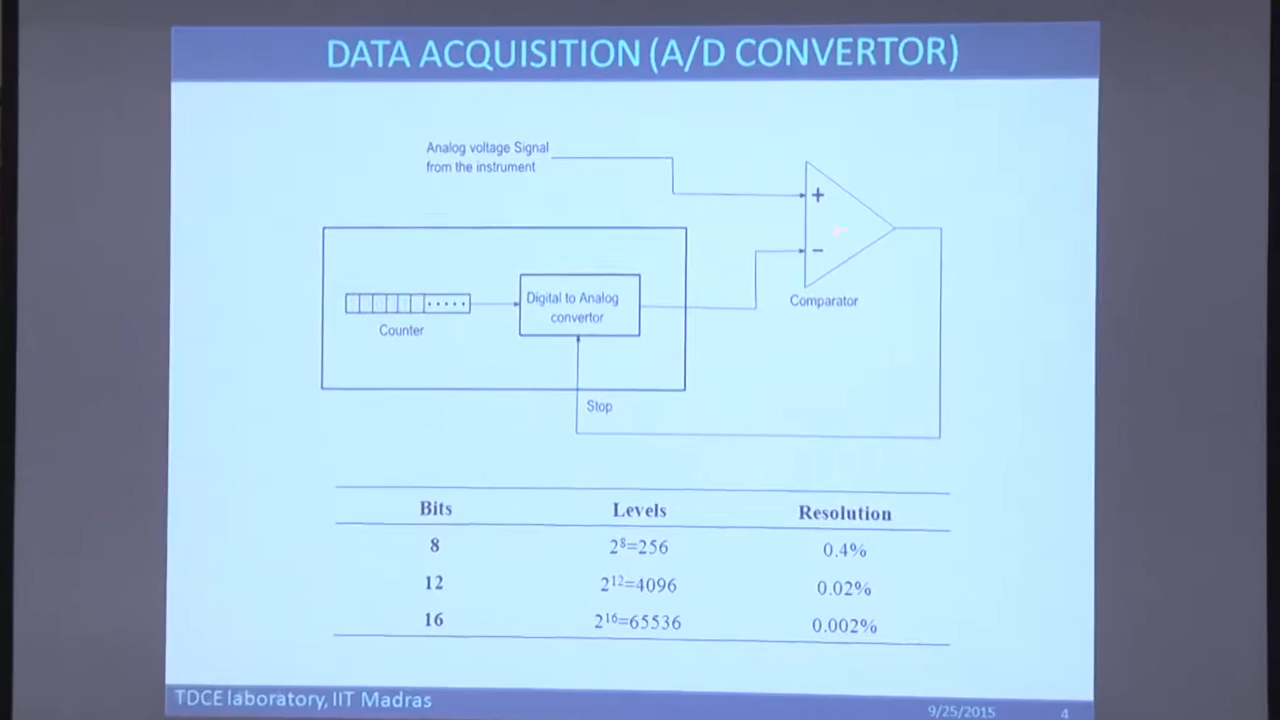 DATA ACQUISITION (A/D CONVERTOR)
Analog voltage Signal
from the instrument
+
−
Comparator
Digital to Analog
convertor
Counter
Stop
Bits Levels Resolution
8 2⁸=256 0.4%
12 2¹²=4096 0.02%
16 2¹⁶=65536 0.002%
TDCE laboratory, IIT Madras
9/25/2015 4